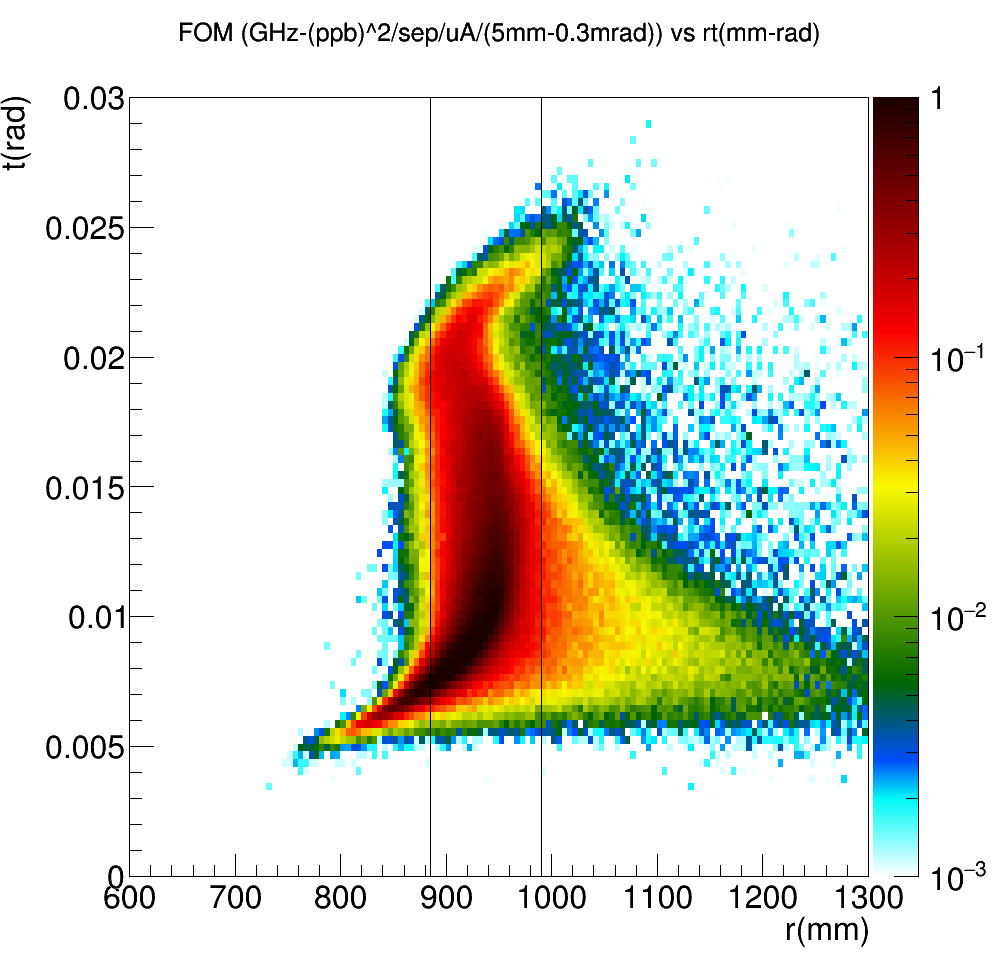 FOM (GHz-(ppb)^2/sep/uA/(5mm-0.3mrad)) vs rt(mm-rad)
t(rad)
0.03
0.025
0.02
0.015
0.01
0.005
0
600 700 800 900 1000 1100 1200 1300
r(mm)
1
10⁻¹
10⁻²
10⁻³